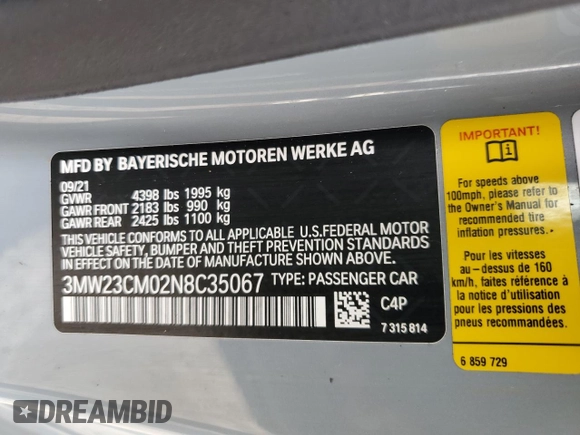 MFD BY BAYERISCHE MOTOREN WERKE AG
09/21
GVWR 4398 lbs 1995 kg
GAWR FRONT 2183 lbs 990 kg
GAWR REAR 2425 lbs 1100 kg
THIS VEHICLE CONFORMS TO ALL APPLICABLE U.S.FEDERAL MOTOR
VEHICLE SAFETY, BUMPER AND THEFT PREVENTION STANDARDS
IN EFFECT ON THE DATE OF MANUFACTURE SHOWN ABOVE.
3MW23CM02N8C35067 TYPE: PASSENGER CAR
C4P
7 315 814
IMPORTANT!
For speeds above
100mph, please refer to
the Owner's Manual for
recommended tire
inflation pressures.
Pour les vitesses
au-dessus de 160
km/h, faites référence à
à la notice d'utilisation
pour les pressions des
pneus recommandées.
6 859 729
DREAMBID